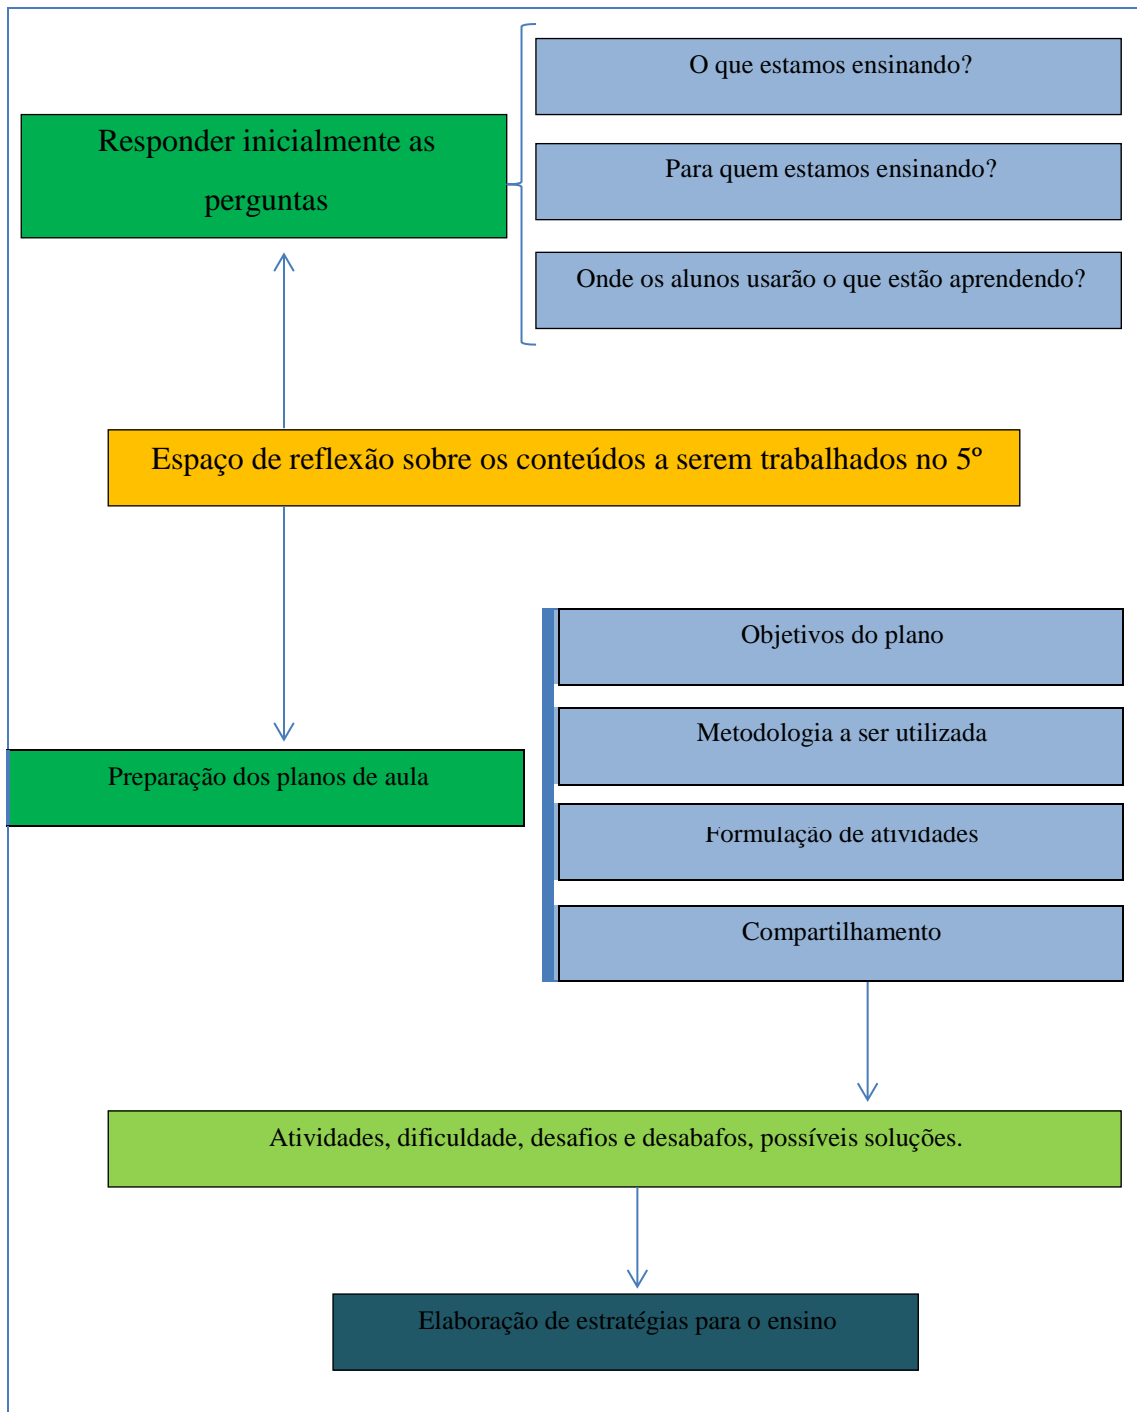 O que estamos ensinando?
Responder inicialmente as
perguntas
Para quem estamos ensinando?
Onde os alunos usarão o que estão aprendendo?
Espaço de reflexão sobre os conteúdos a serem trabalhados no 5º
Objetivos do plano
Metodologia a ser utilizada
Preparação dos planos de aula
Formulação de atividades
Compartilhamento
Atividades, dificuldade, desafios e desabafos, possíveis soluções.
Elaboração de estratégias para o ensino